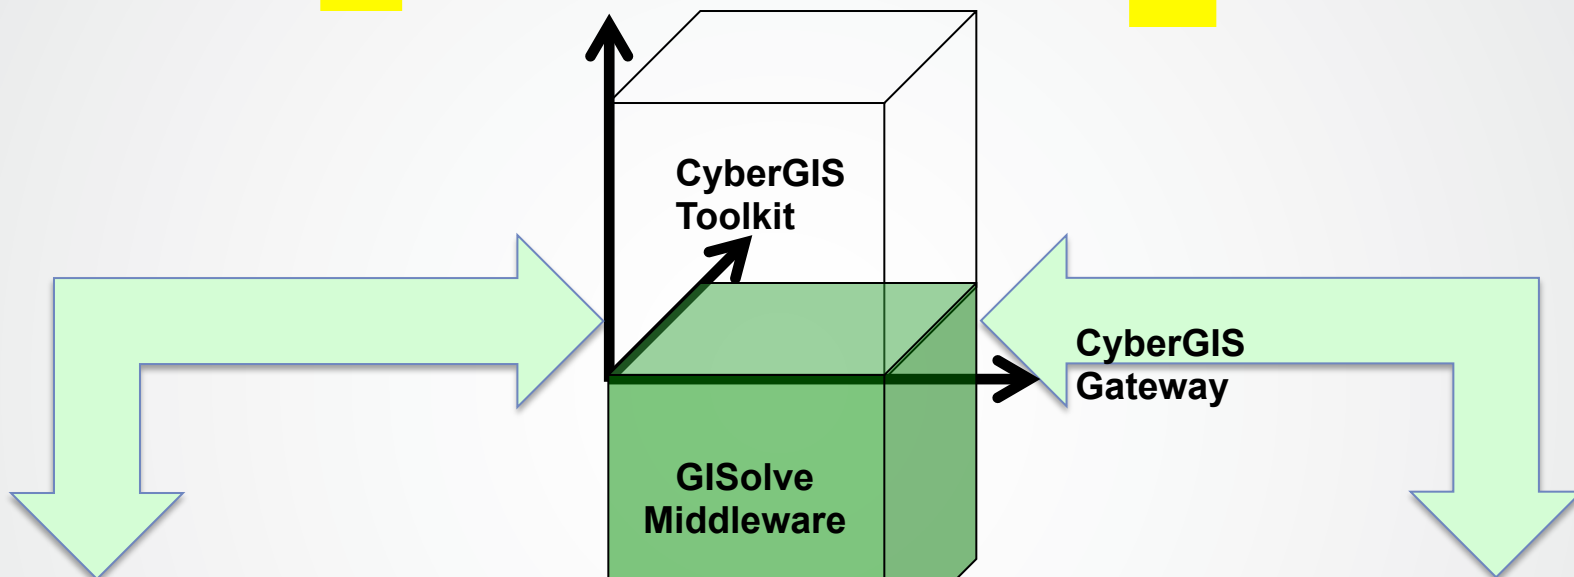 CyberGIS
Toolkit
CyberGIS
Gateway
GISolve
Middleware